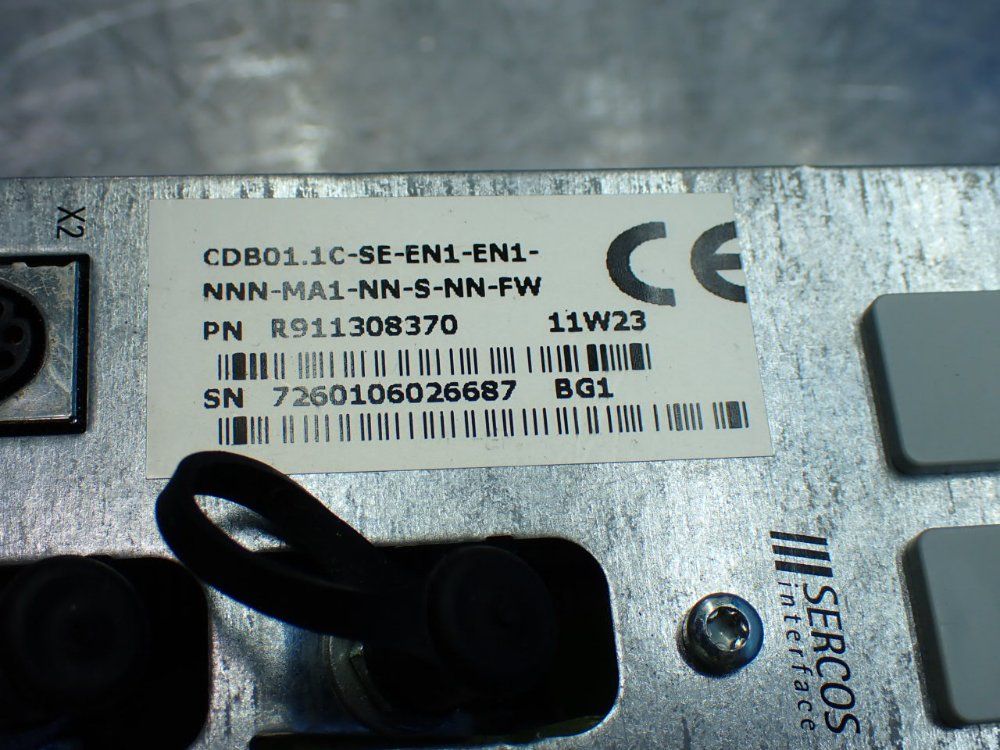 X2
CDB01.1C-SE-EN1-EN1-
NNN-MA1-NN-S-NN-FW
CE
PN R911308370 11W23
SN 7260106026687 BG1
SERCOS
interface